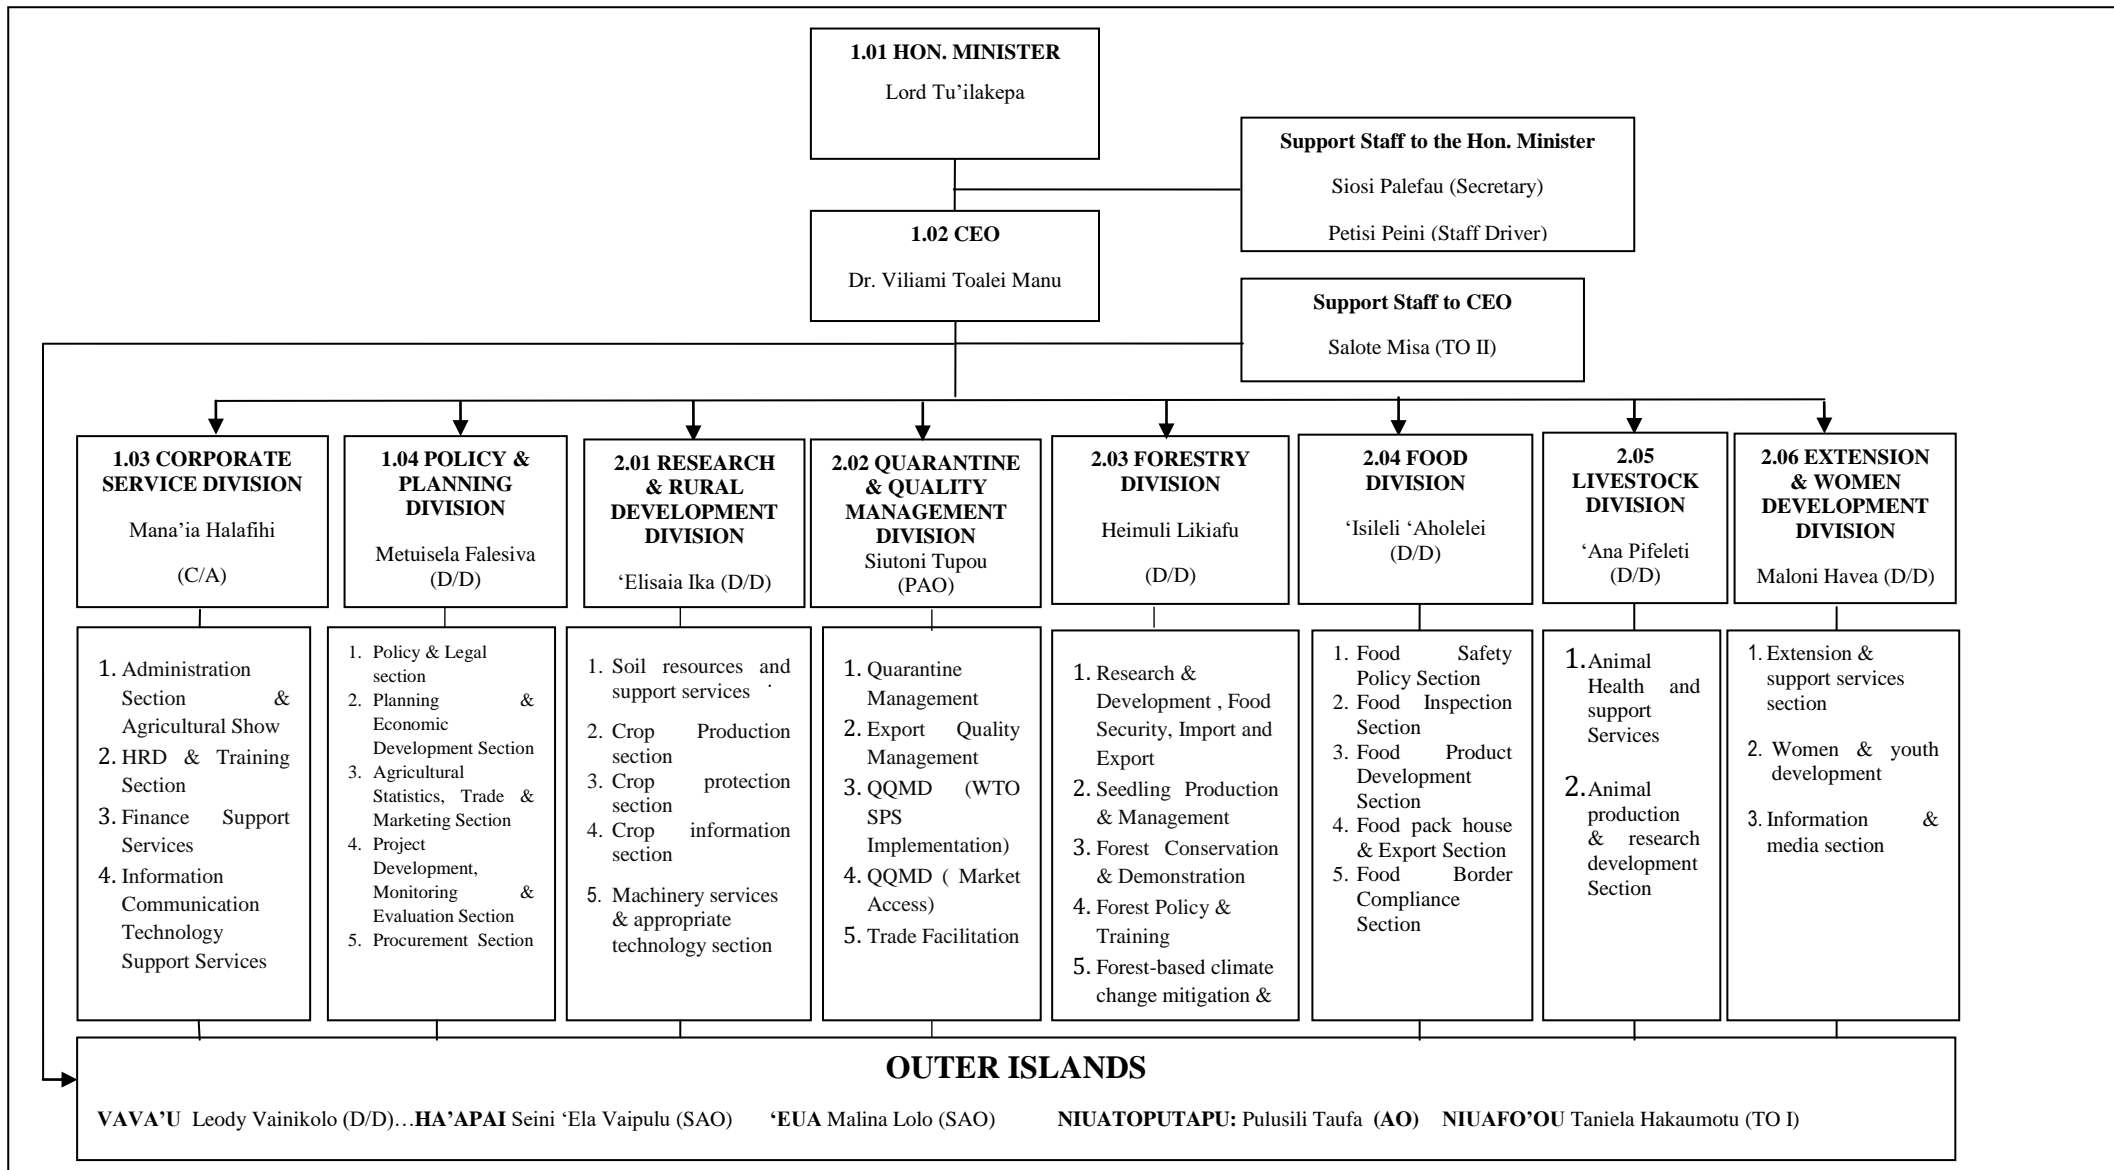 1.01 HON. MINISTER
Lord Tu’ilakepa
Support Staff to the Hon. Minister
Siosi Palefau (Secretary)
Petisi Peini (Staff Driver)
1.02 CEO
Dr. Viliami Toalei Manu
Support Staff to CEO
Salote Misa (TO II)
1.03 CORPORATE
SERVICE DIVISION
Mana’ia Halafihi
(C/A)
1.04 POLICY &
PLANNING
DIVISION
Metuisela Falesiva
(D/D)
2.01 RESEARCH
& RURAL
DEVELOPMENT
DIVISION
‘Elisaia Ika (D/D)
2.02 QUARANTINE
& QUALITY
MANAGEMENT
DIVISION
Siutoni Tupou
(PAO)
2.03 FORESTRY
DIVISION
Heimuli Likiafu
(D/D)
2.04 FOOD
DIVISION
‘Isileli ‘Aholelei
(D/D)
2.05
LIVESTOCK
DIVISION
‘Ana Pifeleti
(D/D)
2.06 EXTENSION
& WOMEN
DEVELOPMENT
DIVISION
Maloni Havea (D/D)
1. Administration
Section &
Agricultural Show
2. HRD & Training
Section
3. Finance Support
Services
4. Information
Communication
Technology
Support Services
1. Policy & Legal
section
2. Planning &
Economic
Development Section
3. Agricultural
Statistics, Trade &
Marketing Section
4. Project
Development,
Monitoring &
Evaluation Section
5. Procurement Section
1. Soil resources and
support services
2. Crop Production
section
3. Crop protection
section
4. Crop information
section
5. Machinery services
& appropriate
technology section
1. Quarantine
Management
2. Export Quality
Management
3. QQMD (WTO
SPS
Implementation)
4. QQMD ( Market
Access)
5. Trade Facilitation
1. Research &
Development , Food
Security, Import and
Export
2. Seedling Production
& Management
3. Forest Conservation
& Demonstration
4. Forest Policy &
Training
5. Forest-based climate
change mitigation &
1. Food Safety
Policy Section
2. Food Inspection
Section
3. Food Product
Development
Section
4. Food pack house
& Export Section
5. Food Border
Compliance
Section
1. Animal
Health and
support
Services
2. Animal
production
& research
development
Section
1. Extension &
support services
section
2. Women & youth
development
3. Information &
media section
OUTER ISLANDS
VAVA’U Leody Vainikolo (D/D)…HA’APAI Seini ‘Ela Vaipulu (SAO) ‘EUA Malina Lolo (SAO) NIUATOPUTAPU: Pulusili Taufa (AO) NIUAFO’OU Taniela Hakaumotu (TO I)